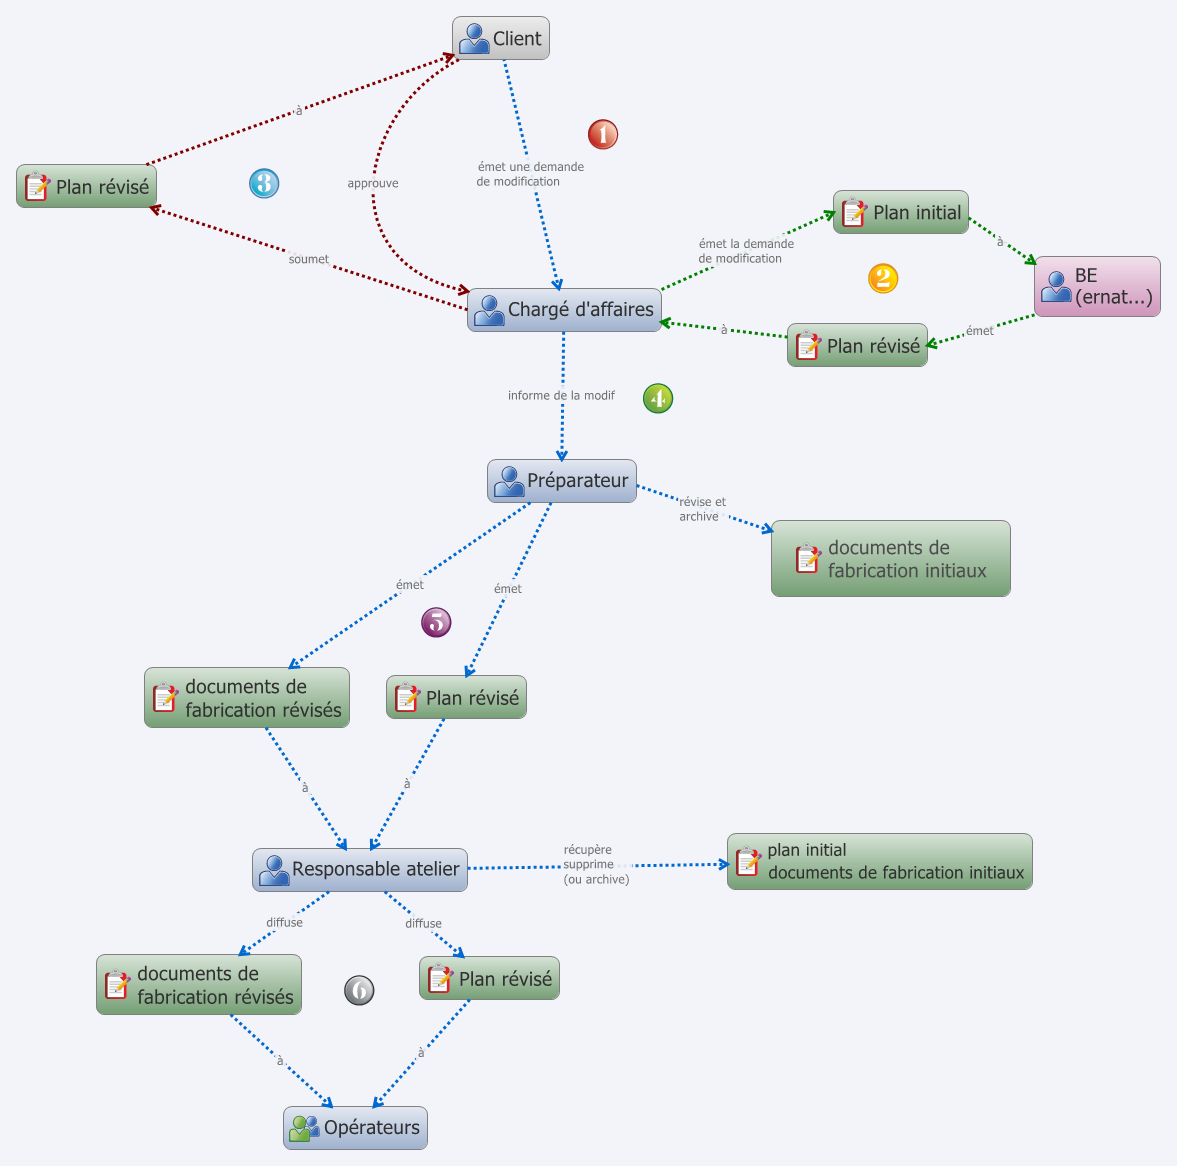 Client
à
1
émet une demande
de modification
3
Plan révisé
approuve
Plan initial
émet la demande
de modification
à
soumet
2
BE
(ernat...)
Chargé d'affaires
à
émet
Plan révisé
informe de la modif
4
Préparateur
révise et
archive
documents de
fabrication initiaux
émet
émet
5
documents de
fabrication révisés
Plan révisé
à
à
récupère
supprime
(ou archive)
plan initial
documents de fabrication initiaux
Responsable atelier
diffuse
diffuse
documents de
fabrication révisés
6
Plan révisé
à
à
Opérateurs